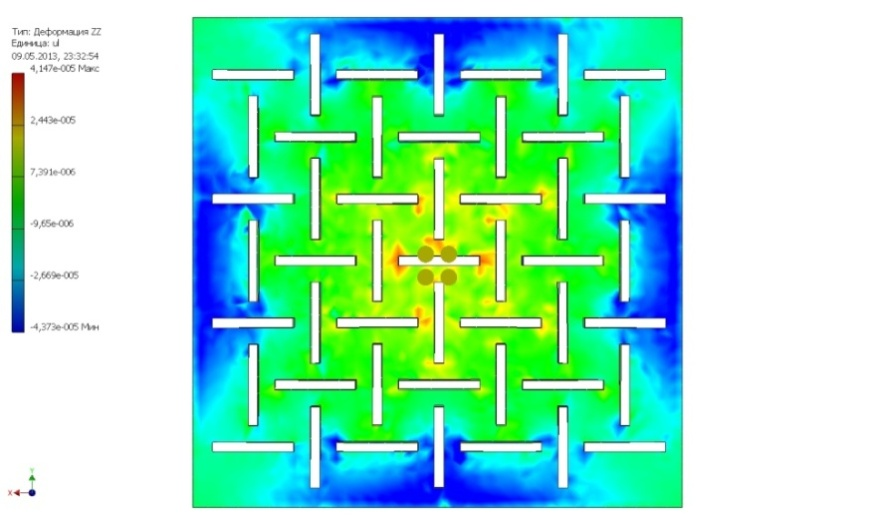 Тип: Деформация ZZ
Единица: ul
09.05.2013, 23:32:54
4,147e-005 Макс
2,443e-005
7,391e-006
-9,65e-006
-2,669e-005
-4,373e-005 Мин
Y
X